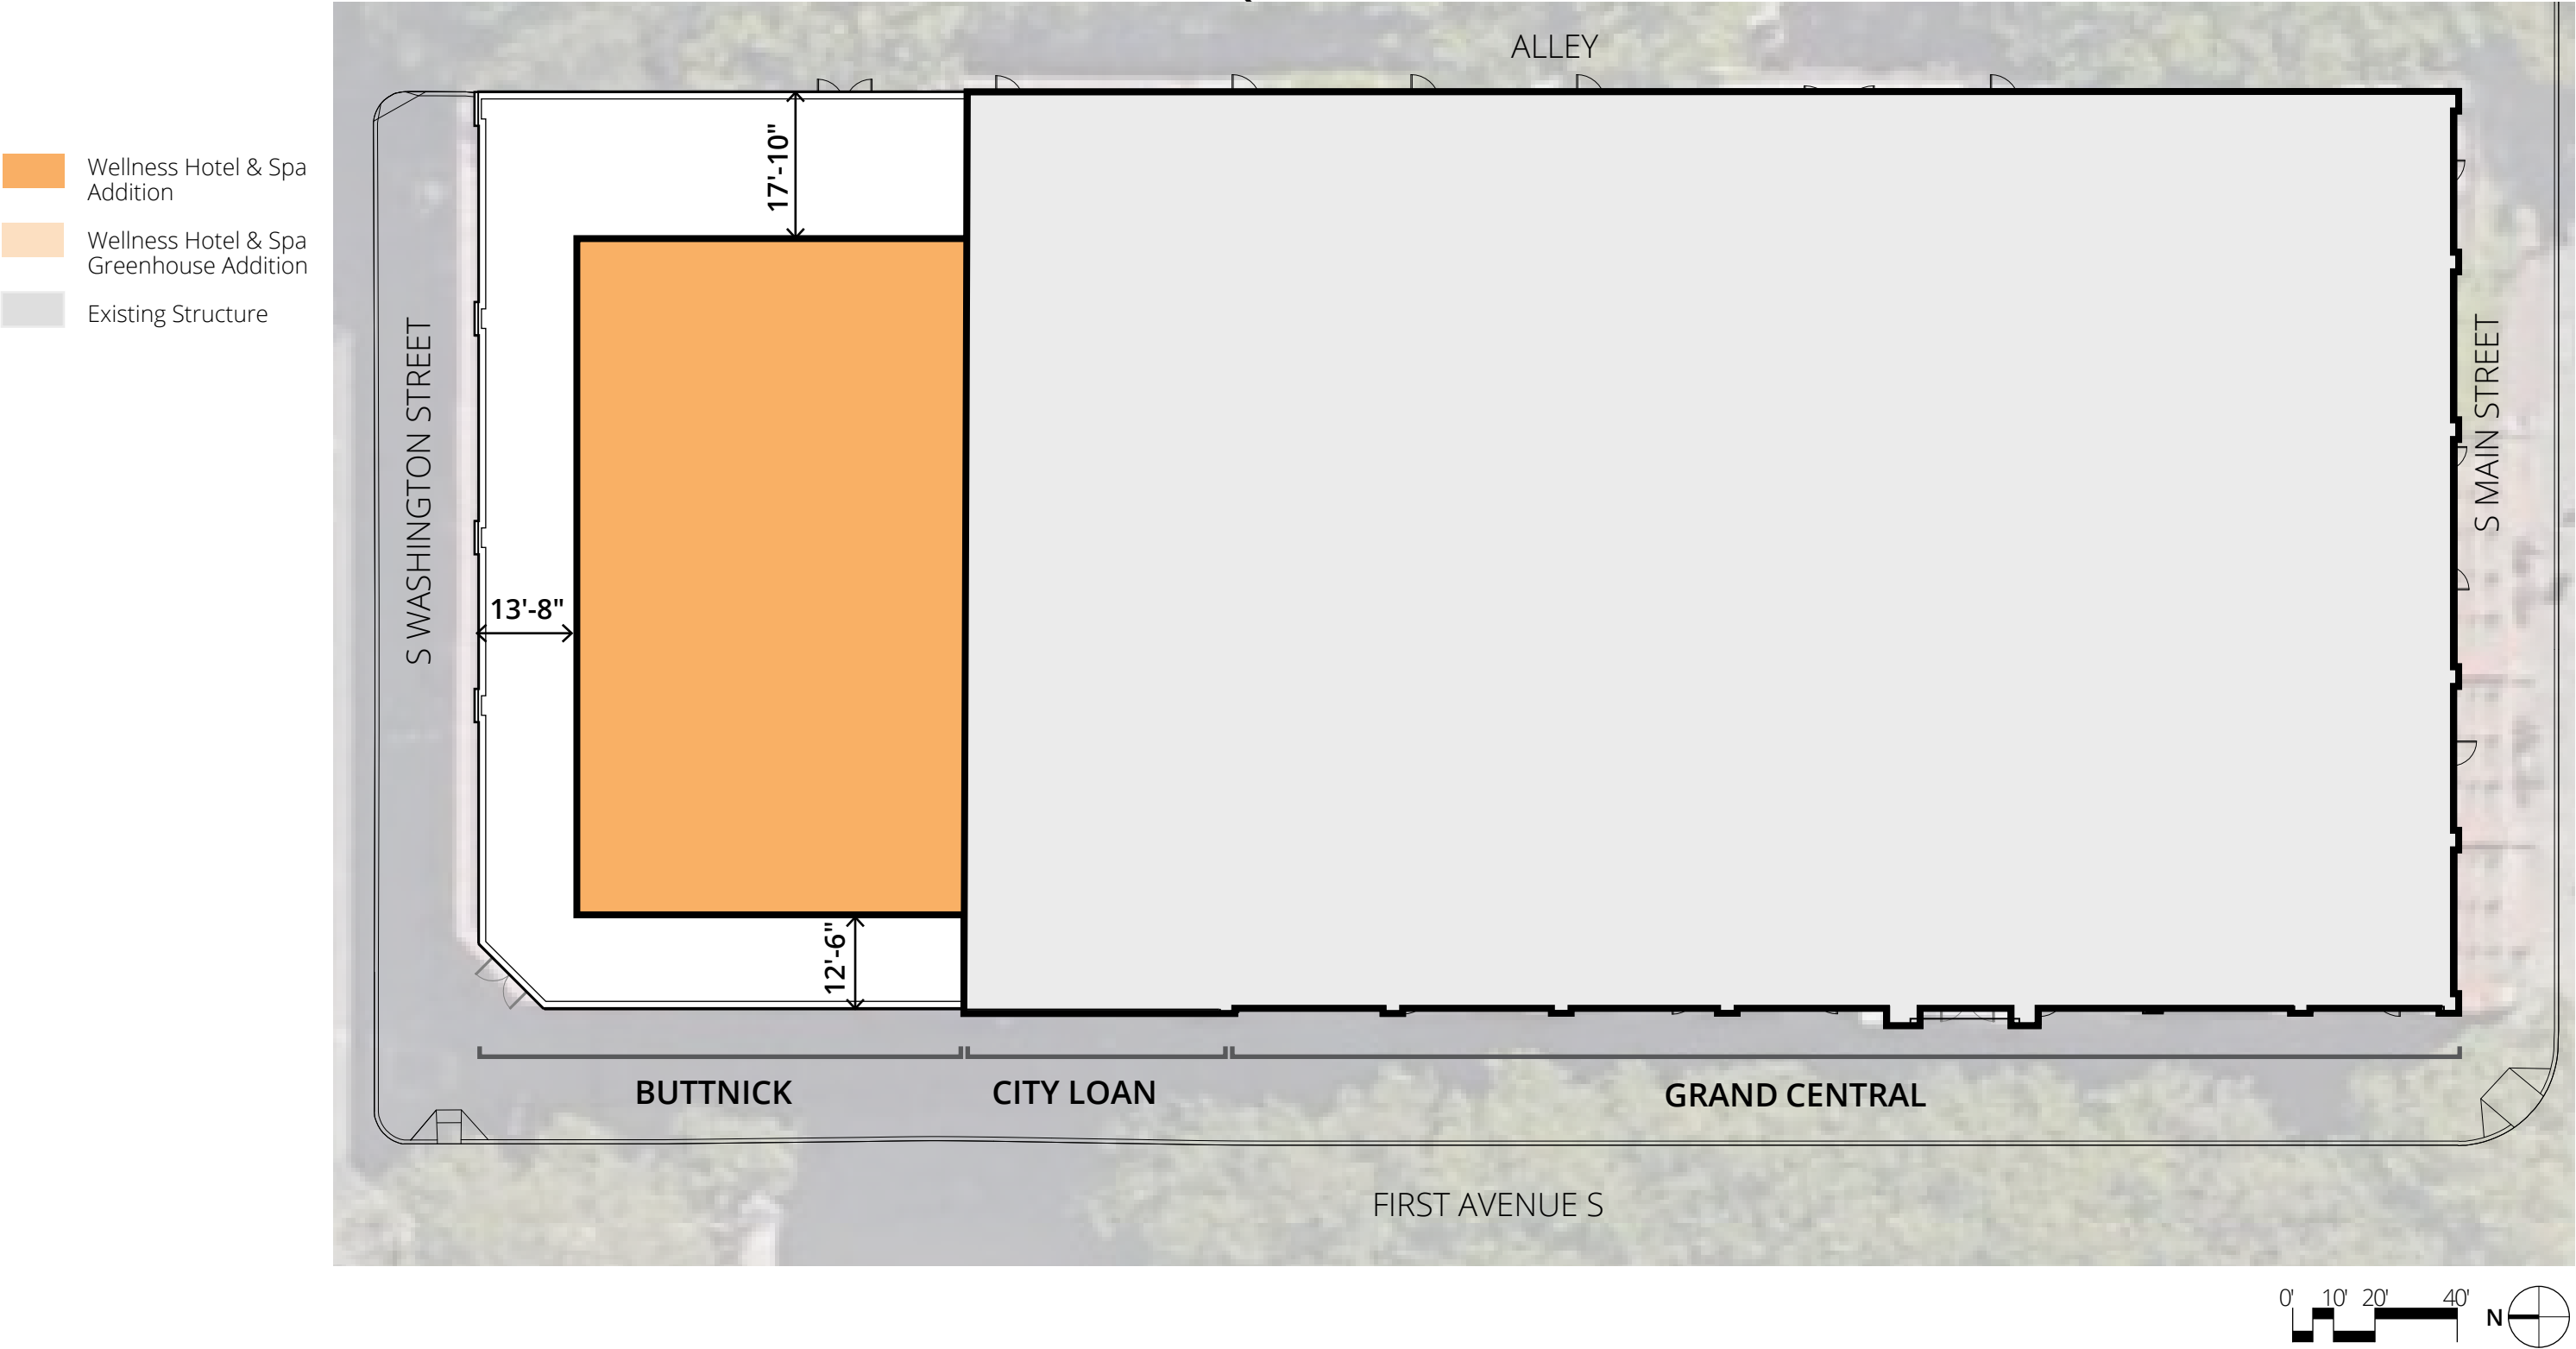 ALLEY
Wellness Hotel & Spa
Addition
Wellness Hotel & Spa
Greenhouse Addition
Existing Structure
17'-10"
S WASHINGTON STREET
S MAIN STREET
13'-8"
12'-6"
BUTTNICK
CITY LOAN
GRAND CENTRAL
FIRST AVENUE S
0' 10' 20' 40'
N